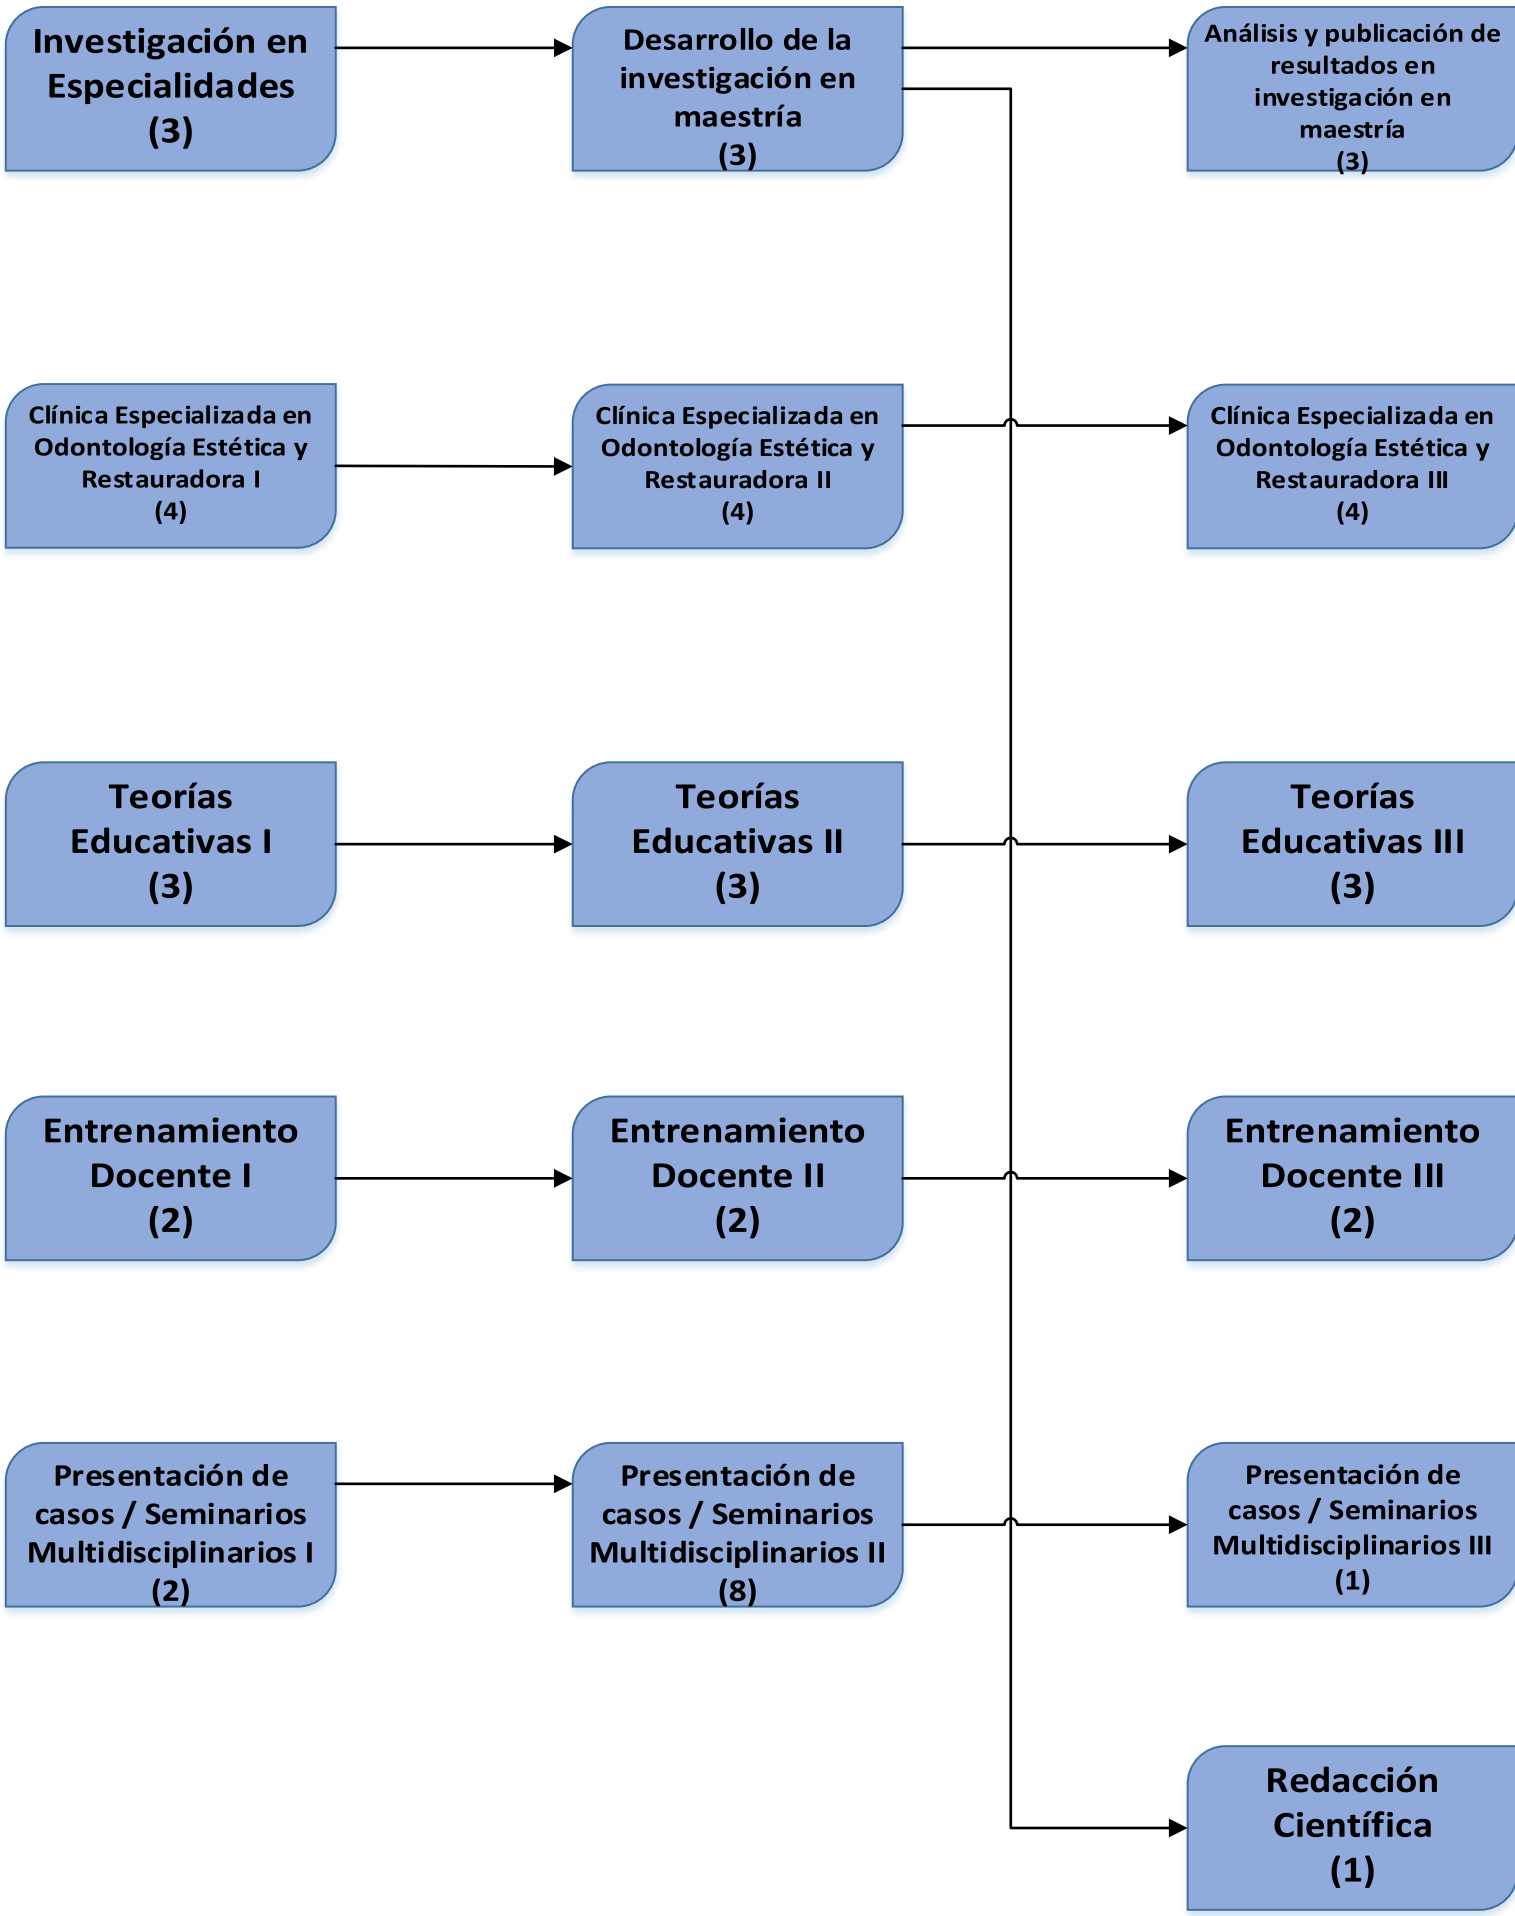 Investigación en
Especialidades
(3)
Desarrollo de la
investigación en
maestría
(3)
Análisis y publicación de
resultados en
investigación en
maestría
(3)
Clínica Especializada en
Odontología Estética y
Restauradora I
(4)
Clínica Especializada en
Odontología Estética y
Restauradora II
(4)
Clínica Especializada en
Odontología Estética y
Restauradora III
(4)
Teorías
Educativas I
(3)
Teorías
Educativas II
(3)
Teorías
Educativas III
(3)
Entrenamiento
Docente I
(2)
Entrenamiento
Docente II
(2)
Entrenamiento
Docente III
(2)
Presentación de
casos / Seminarios
Multidisciplinarios I
(2)
Presentación de
casos / Seminarios
Multidisciplinarios II
(8)
Presentación de
casos / Seminarios
Multidisciplinarios III
(1)
Redacción
Científica
(1)